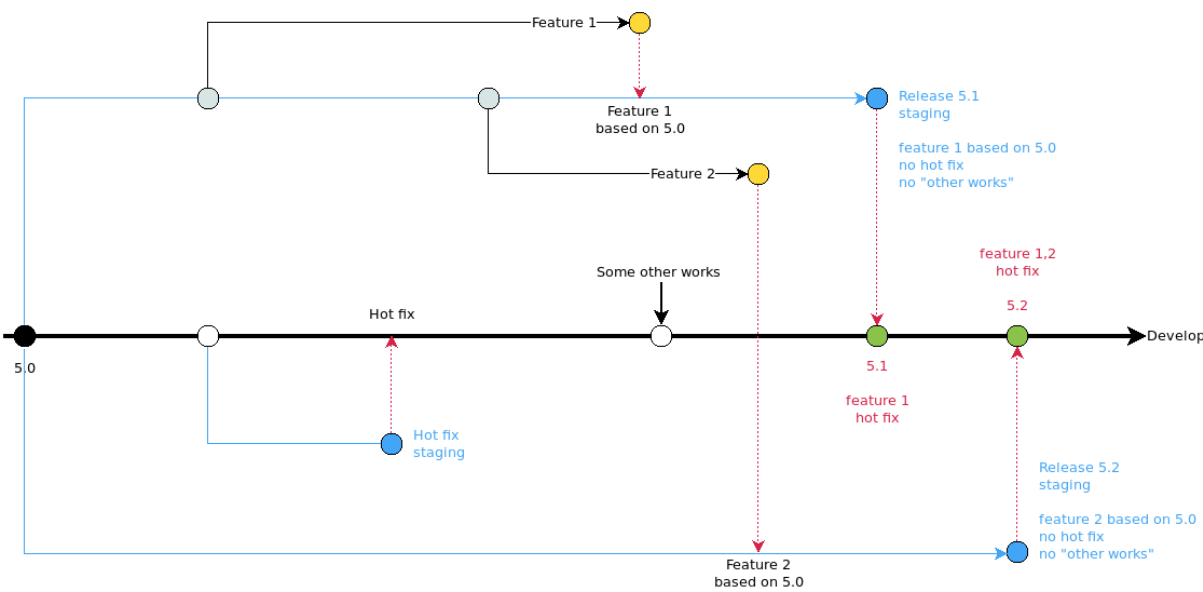 Feature 1
Feature 1
based on 5.0
Release 5.1
staging
feature 1 based on 5.0
no hot fix
no "other works"
Feature 2
Some other works
feature 1,2
hot fix
5.2
Hot fix
Develop
5.0
5.1
feature 1
hot fix
Hot fix
staging
Release 5.2
staging
feature 2 based on 5.0
no hot fix
no "other works"
Feature 2
based on 5.0